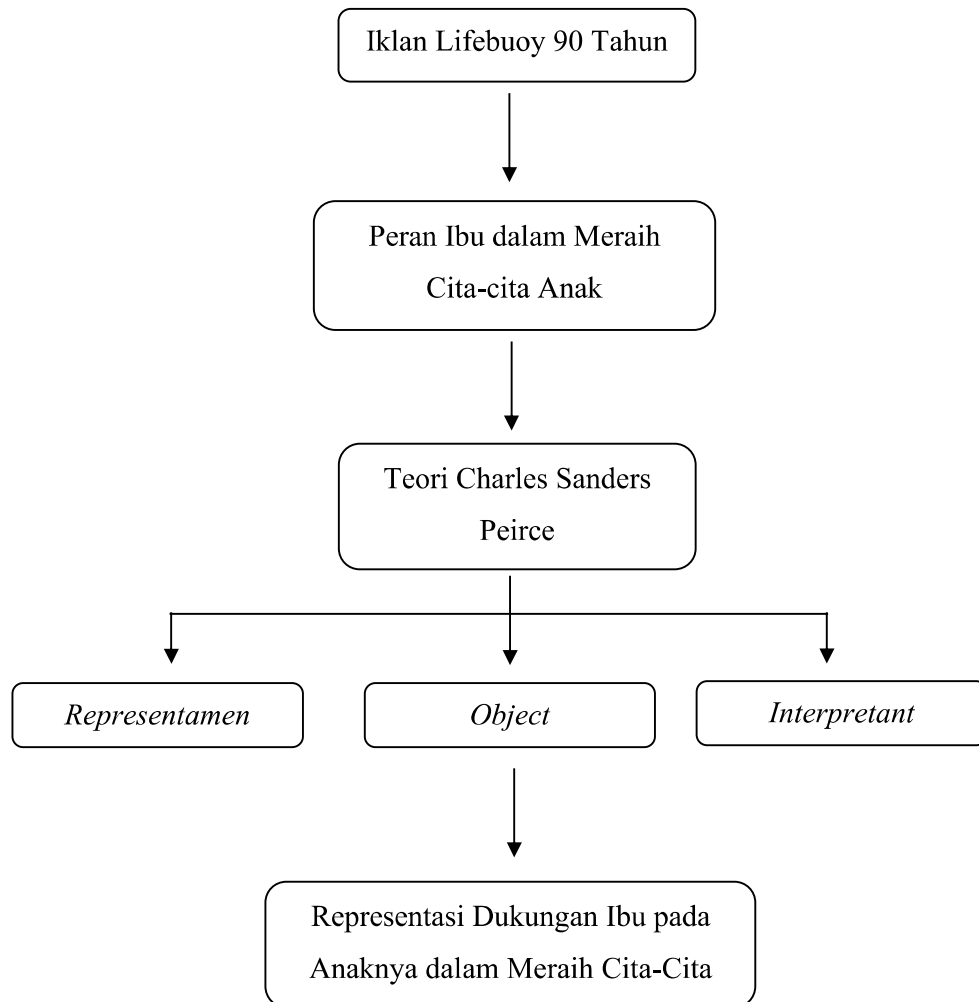 Iklan Lifebuoy 90 Tahun
Peran Ibu dalam Meraih
Cita-cita Anak
Teori Charles Sanders
Peirce
Representamen
Object
Interpretant
Representasi Dukungan Ibu pada
Anaknya dalam Meraih Cita-Cita